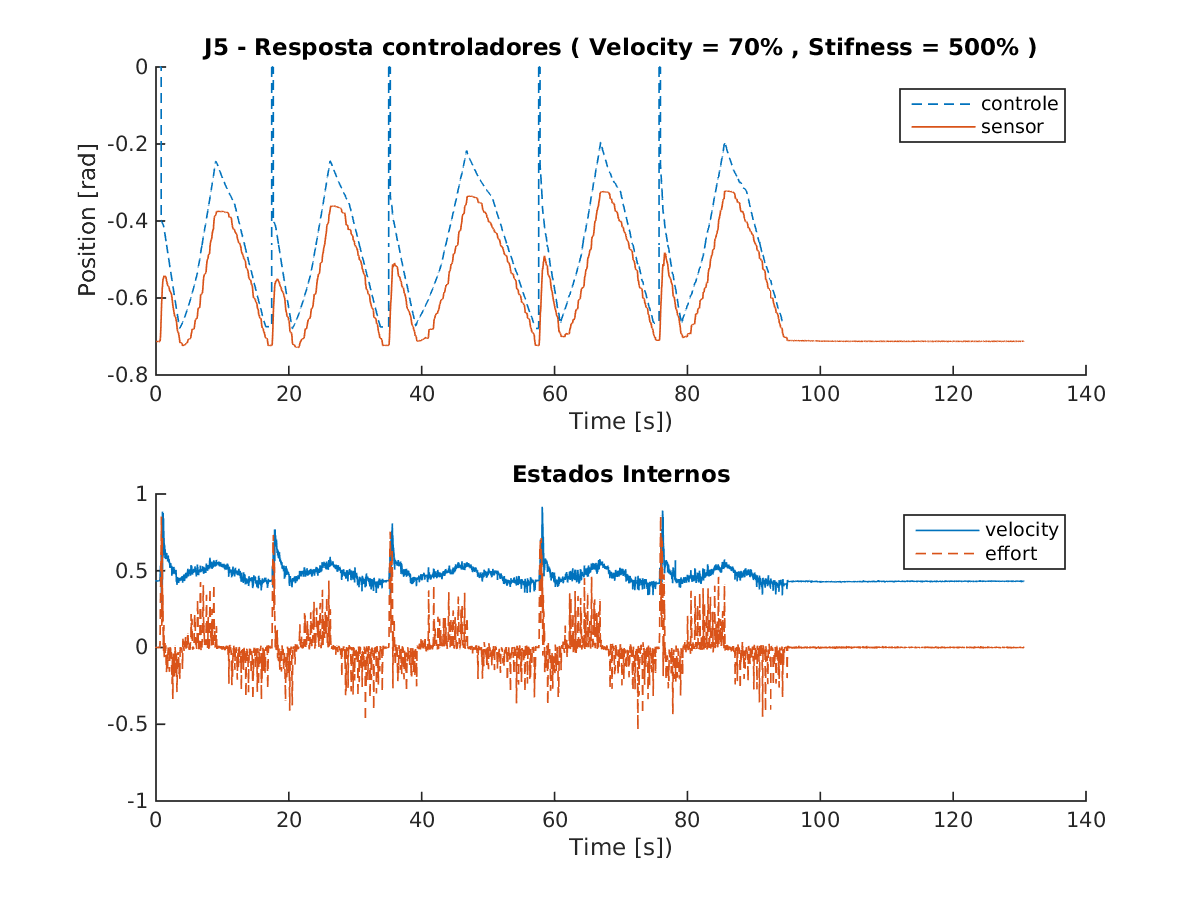 J5 - Resposta controladores ( Velocity = 70% , Stifness = 500% )
0
-0.2
-0.4
-0.6
-0.8
Position [rad]
controle
sensor
0 20 40 60 80 100 120 140
Time [s])
Estados Internos
1
0.5
0
-0.5
-1
velocity
effort
0 20 40 60 80 100 120 140
Time [s])